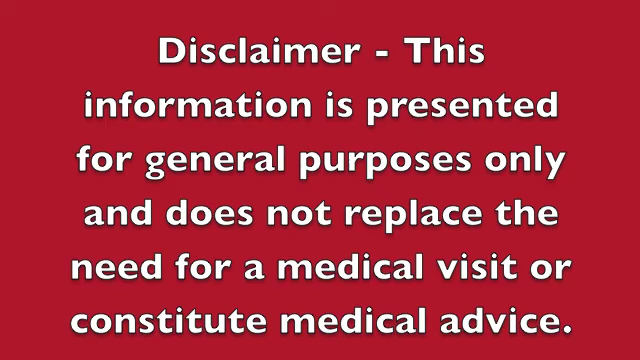 Disclaimer - This
information is presented
for general purposes only
and does not replace the
need for a medical visit or
constitute medical advice.